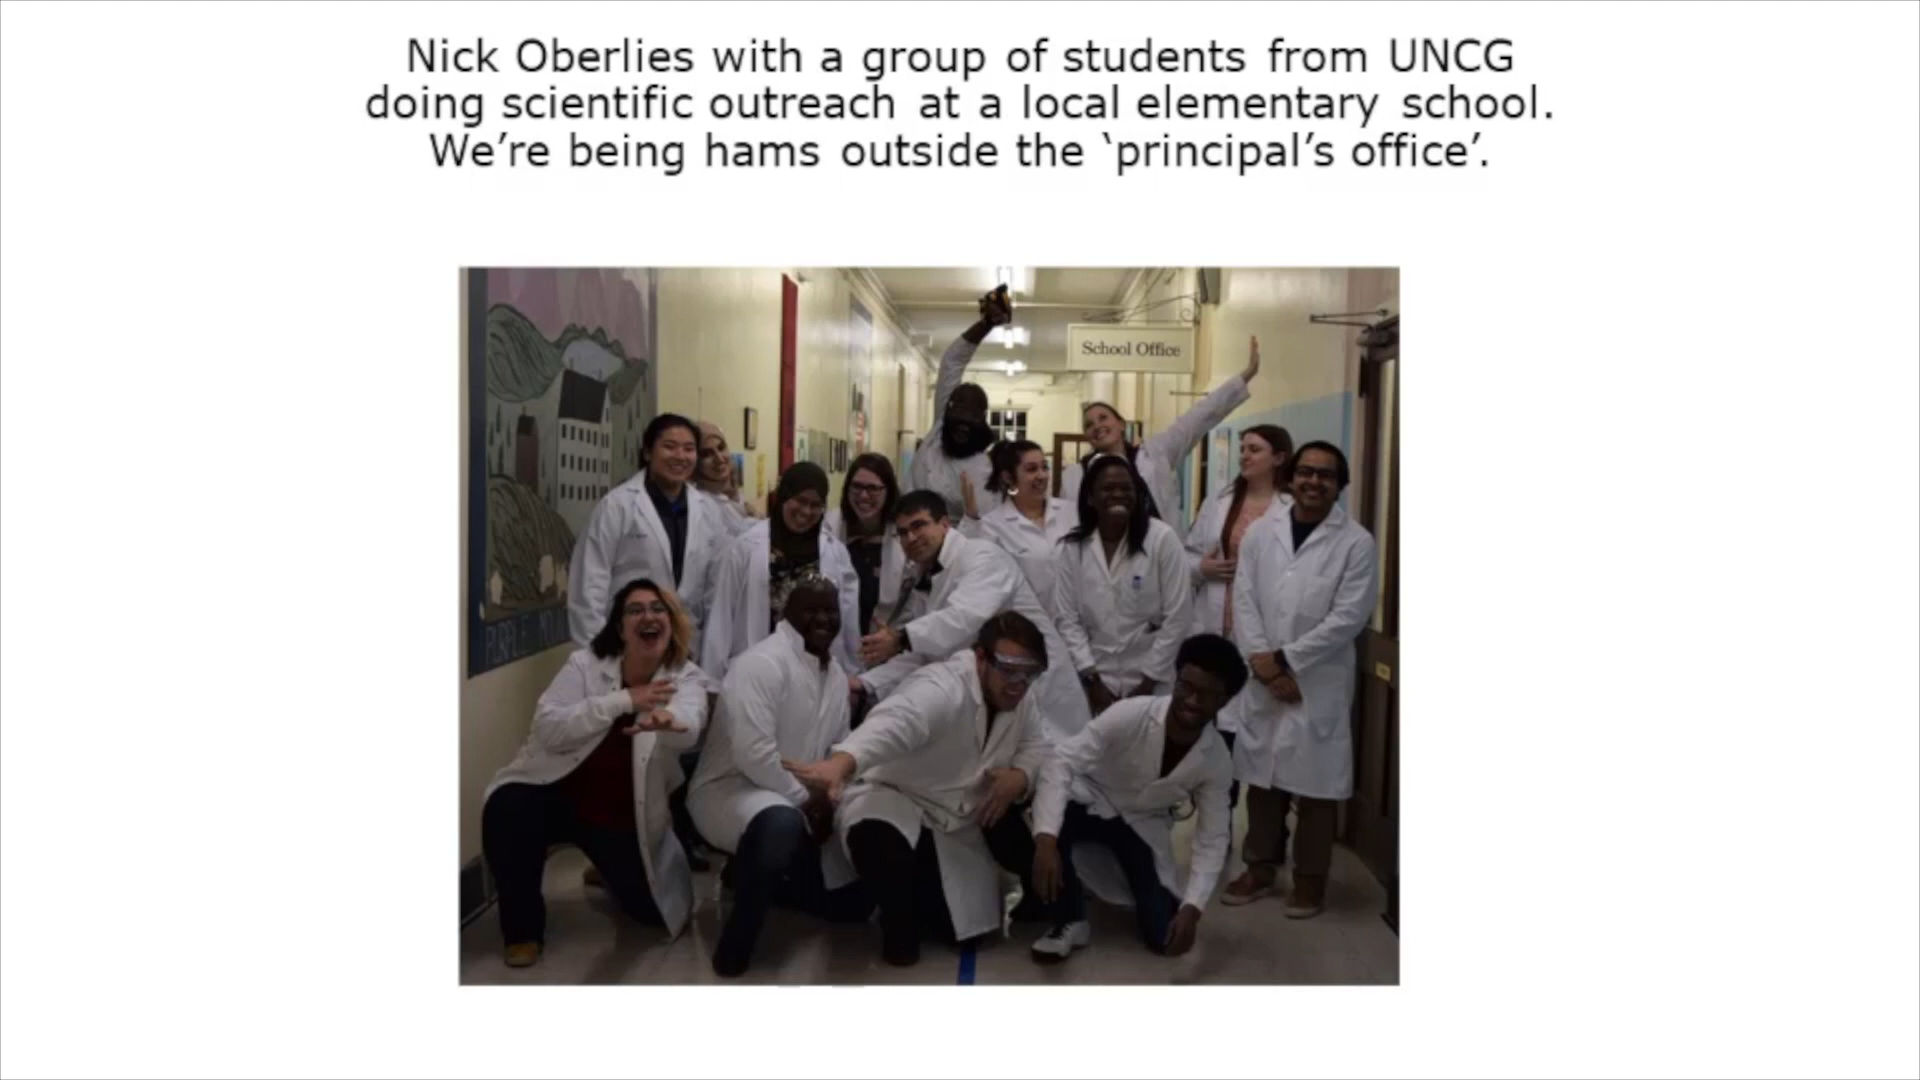 Nick Oberlies with a group of students from UNCG
doing scientific outreach at a local elementary school.
We’re being hams outside the ‘principal’s office’.
School Office
PURPLE